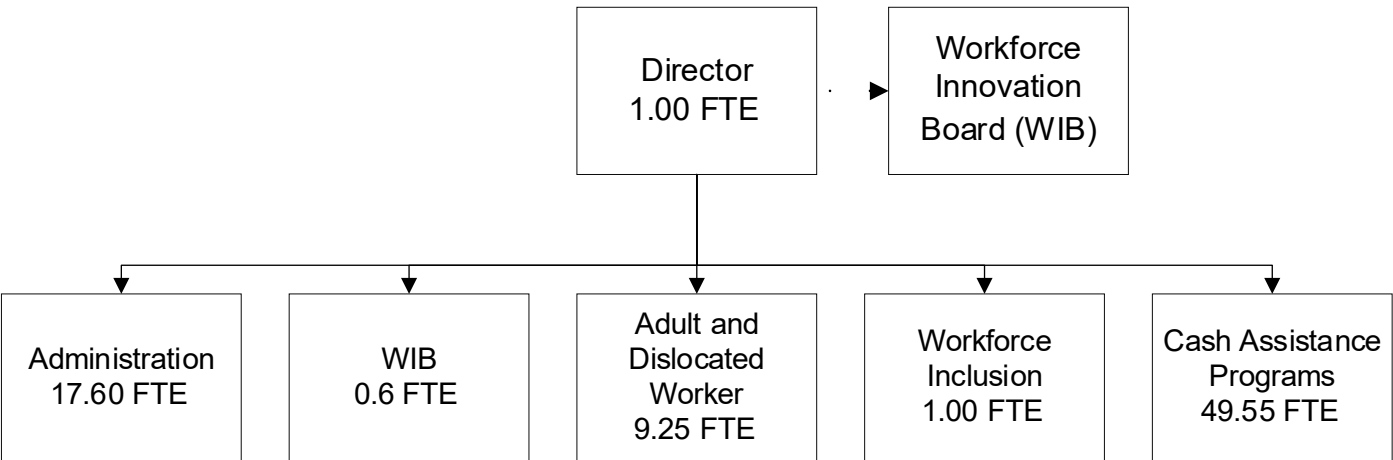 Director
1.00 FTE
Workforce
Innovation
Board (WIB)
Administration
17.60 FTE
WIB
0.6 FTE
Adult and
Dislocated
Worker
9.25 FTE
Workforce
Inclusion
1.00 FTE
Cash Assistance
Programs
49.55 FTE